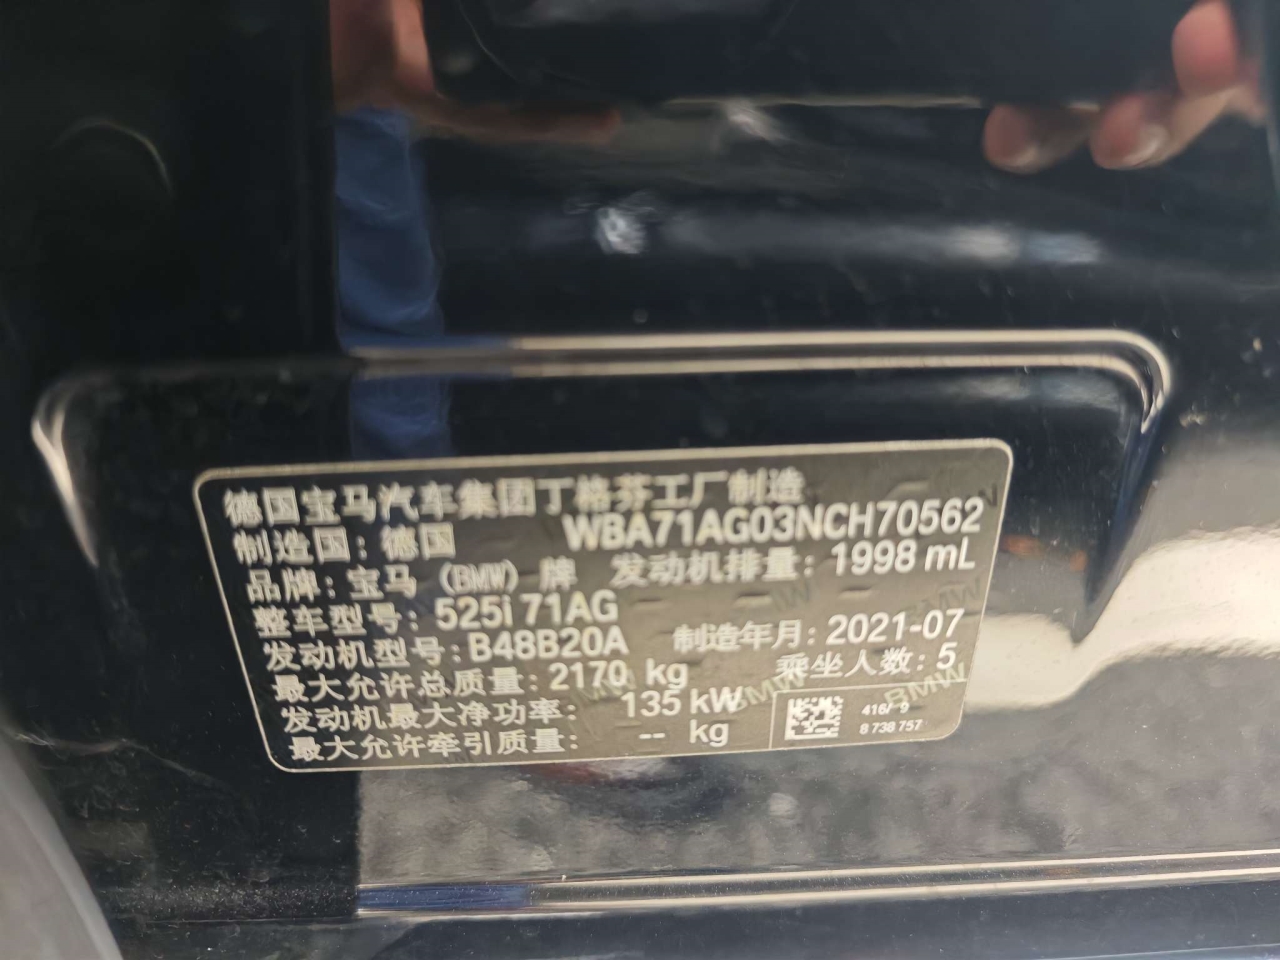 德国宝马汽车集团丁格芬工厂制造
制造国：德国 WBA71AG03NCH70562
品牌：宝马（BMW）牌 发动机排量：1998 mL
整车型号：525i 71AG
发动机型号：B48B20A 制造年月：2021-07
最大允许总质量：2170 kg 乘坐人数：5
发动机最大净功率： 135 kW
最大允许牵引质量： -- kg
416/ 9
8 738 757
BMW
BMW